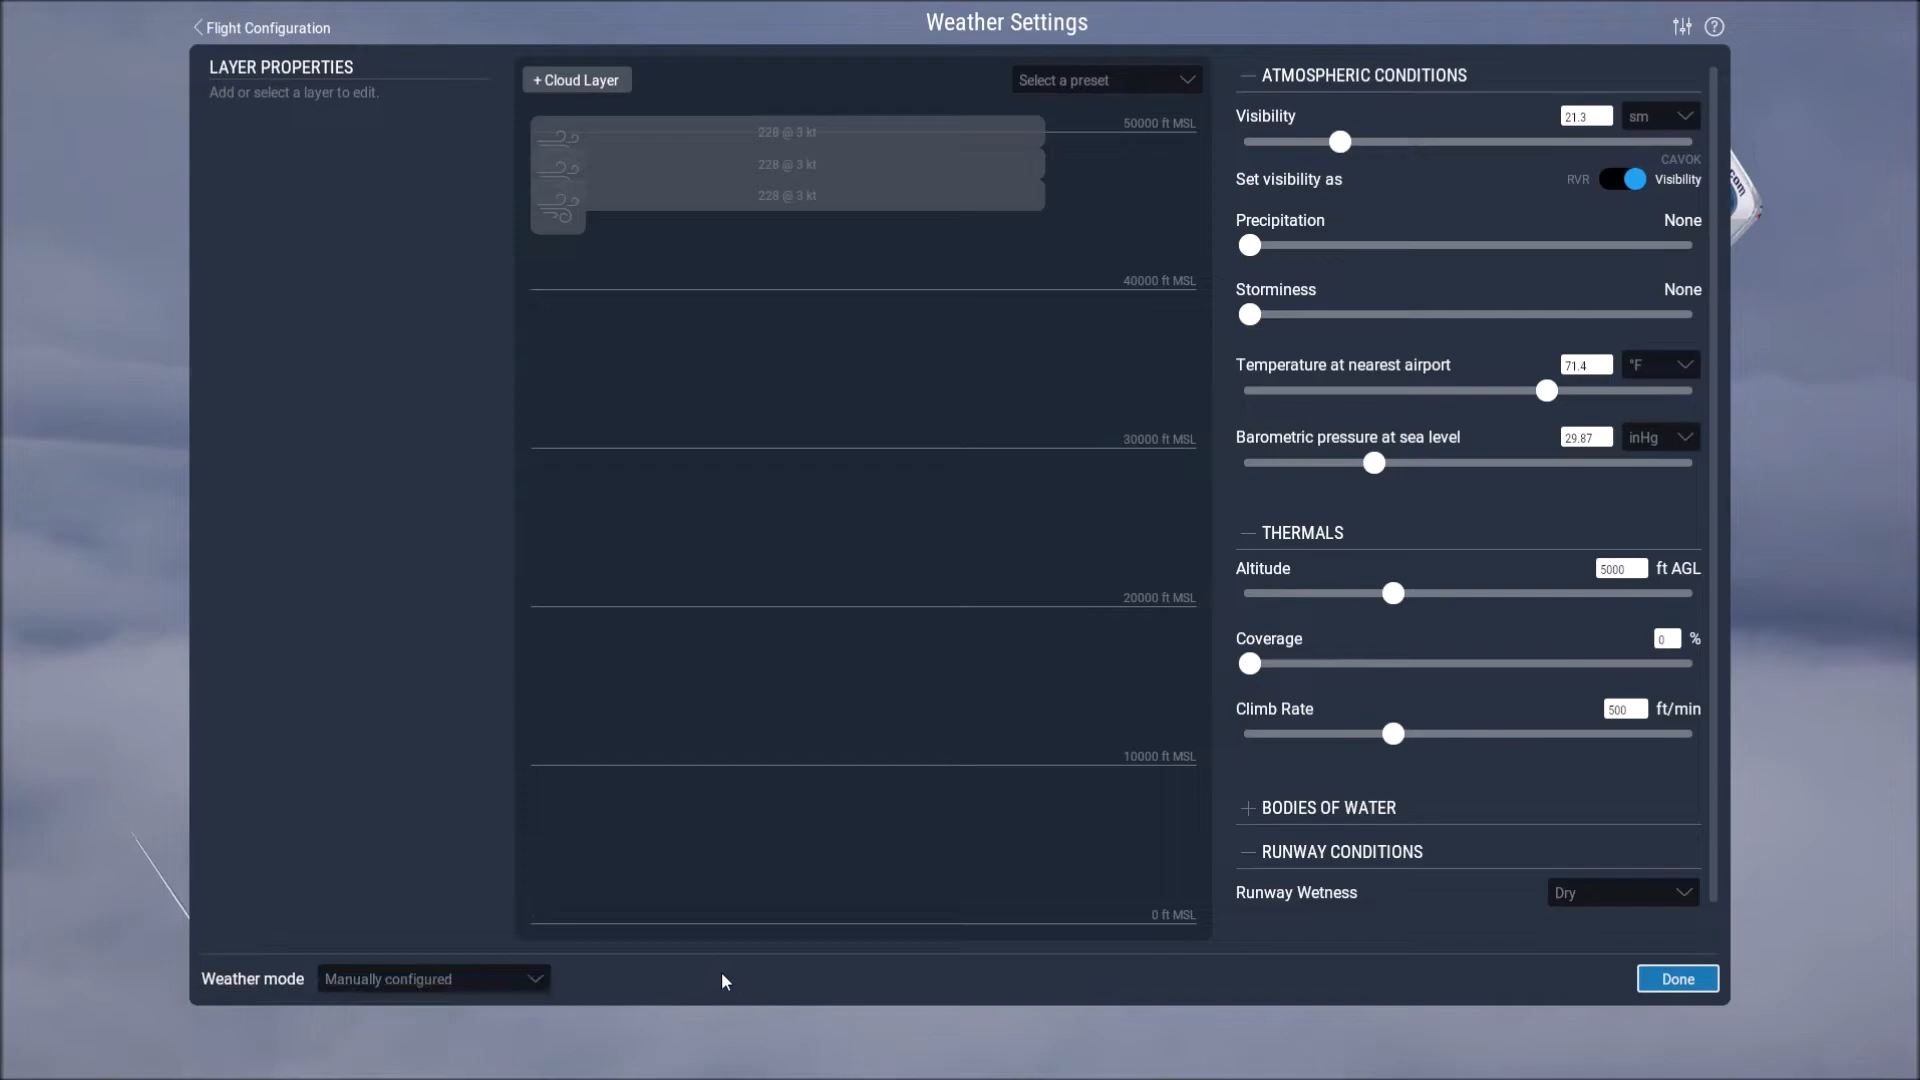 Flight Configuration
Weather Settings
LAYER PROPERTIES
Add or select a layer to edit.
+ Cloud Layer
Select a preset
50000 ft MSL
228 @ 3 kt
228 @ 3 kt
228 @ 3 kt
40000 ft MSL
30000 ft MSL
20000 ft MSL
10000 ft MSL
0 ft MSL
ATMOSPHERIC CONDITIONS
Visibility 21.3 sm
CAVOK
Set visibility as RVR Visibility
Precipitation None
Storminess None
Temperature at nearest airport 71.4 °F
Barometric pressure at sea level 29.87 inHg
THERMALS
Altitude 5000 ft AGL
Coverage 0 %
Climb Rate 500 ft/min
BODIES OF WATER
RUNWAY CONDITIONS
Runway Wetness Dry
Weather mode Manually configured
Done